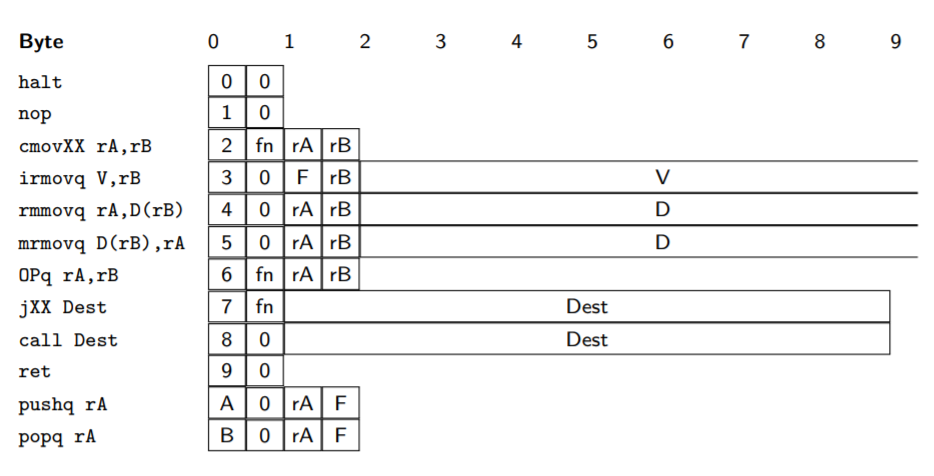 Byte 0 1 2 3 4 5 6 7 8 9
halt 0 0
nop 1 0
cmovXX rA,rB 2 fn rA rB
irmovq V,rB 3 0 F rB V
rmmovq rA,D(rB) 4 0 rA rB D
mrmovq D(rB),rA 5 0 rA rB D
OPq rA,rB 6 fn rA rB
jXX Dest 7 fn Dest
call Dest 8 0 Dest
ret 9 0
pushq rA A 0 rA F
popq rA B 0 rA F